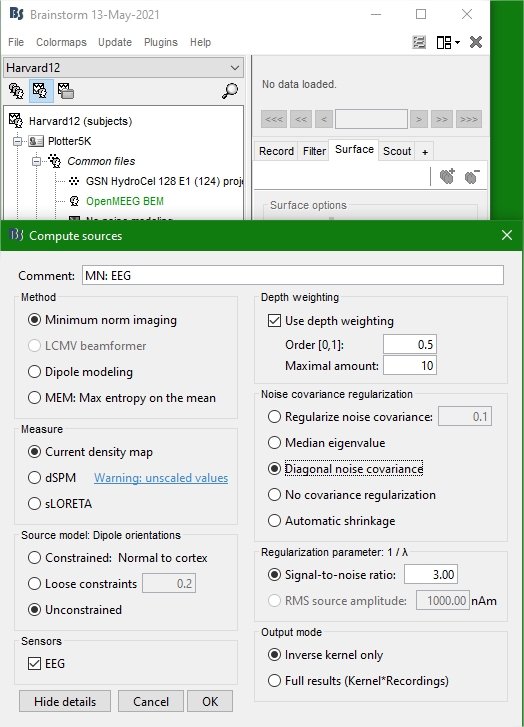 Brainstorm 13-May-2021
File Colormaps Update Plugins Help
Harvard12
No data loaded.
<<< << < > >> >>>
Harvard12 (subjects)
Plotter5K
Common files
GSN HydroCel 128 E1 (124) proj
OpenMEEG BEM
No noise modeling
Record Filter Surface Scout +
Surface options
Compute sources
Comment: MN: EEG
Method
Minimum norm imaging
LCMV beamformer
Dipole modeling
MEM: Max entropy on the mean
Measure
Current density map
dSPM Warning: unscaled values
sLORETA
Source model: Dipole orientations
Constrained: Normal to cortex
Loose constraints 0.2
Unconstrained
Sensors
EEG
Hide details Cancel OK
Depth weighting
Use depth weighting
Order [0,1]: 0.5
Maximal amount: 10
Noise covariance regularization
Regularize noise covariance: 0.1
Median eigenvalue
Diagonal noise covariance
No covariance regularization
Automatic shrinkage
Regularization parameter: 1 / λ
Signal-to-noise ratio: 3.00
RMS source amplitude: 1000.00 nAm
Output mode
Inverse kernel only
Full results (Kernel*Recordings)